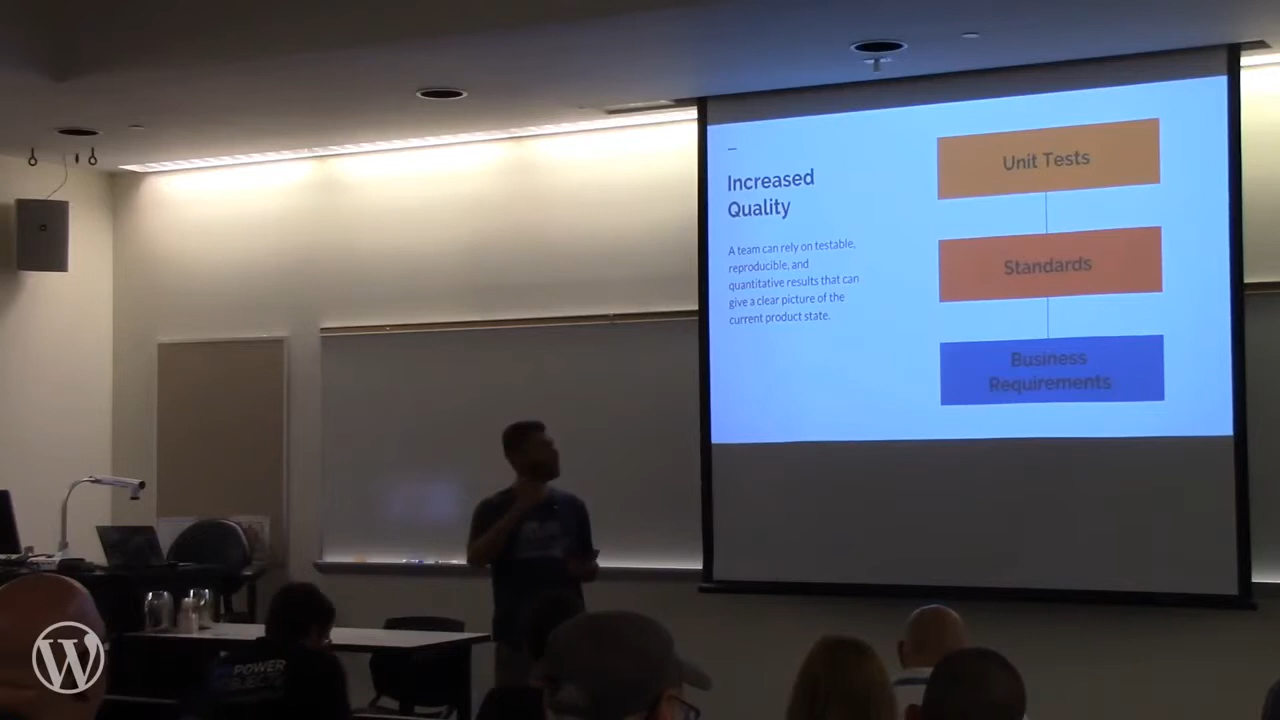 Increased
Quality
A team can rely on testable,
reproducible, and
quantitative results that can
give a clear picture of the
current product state.
Unit Tests
Standards
Business
Requirements
POWER